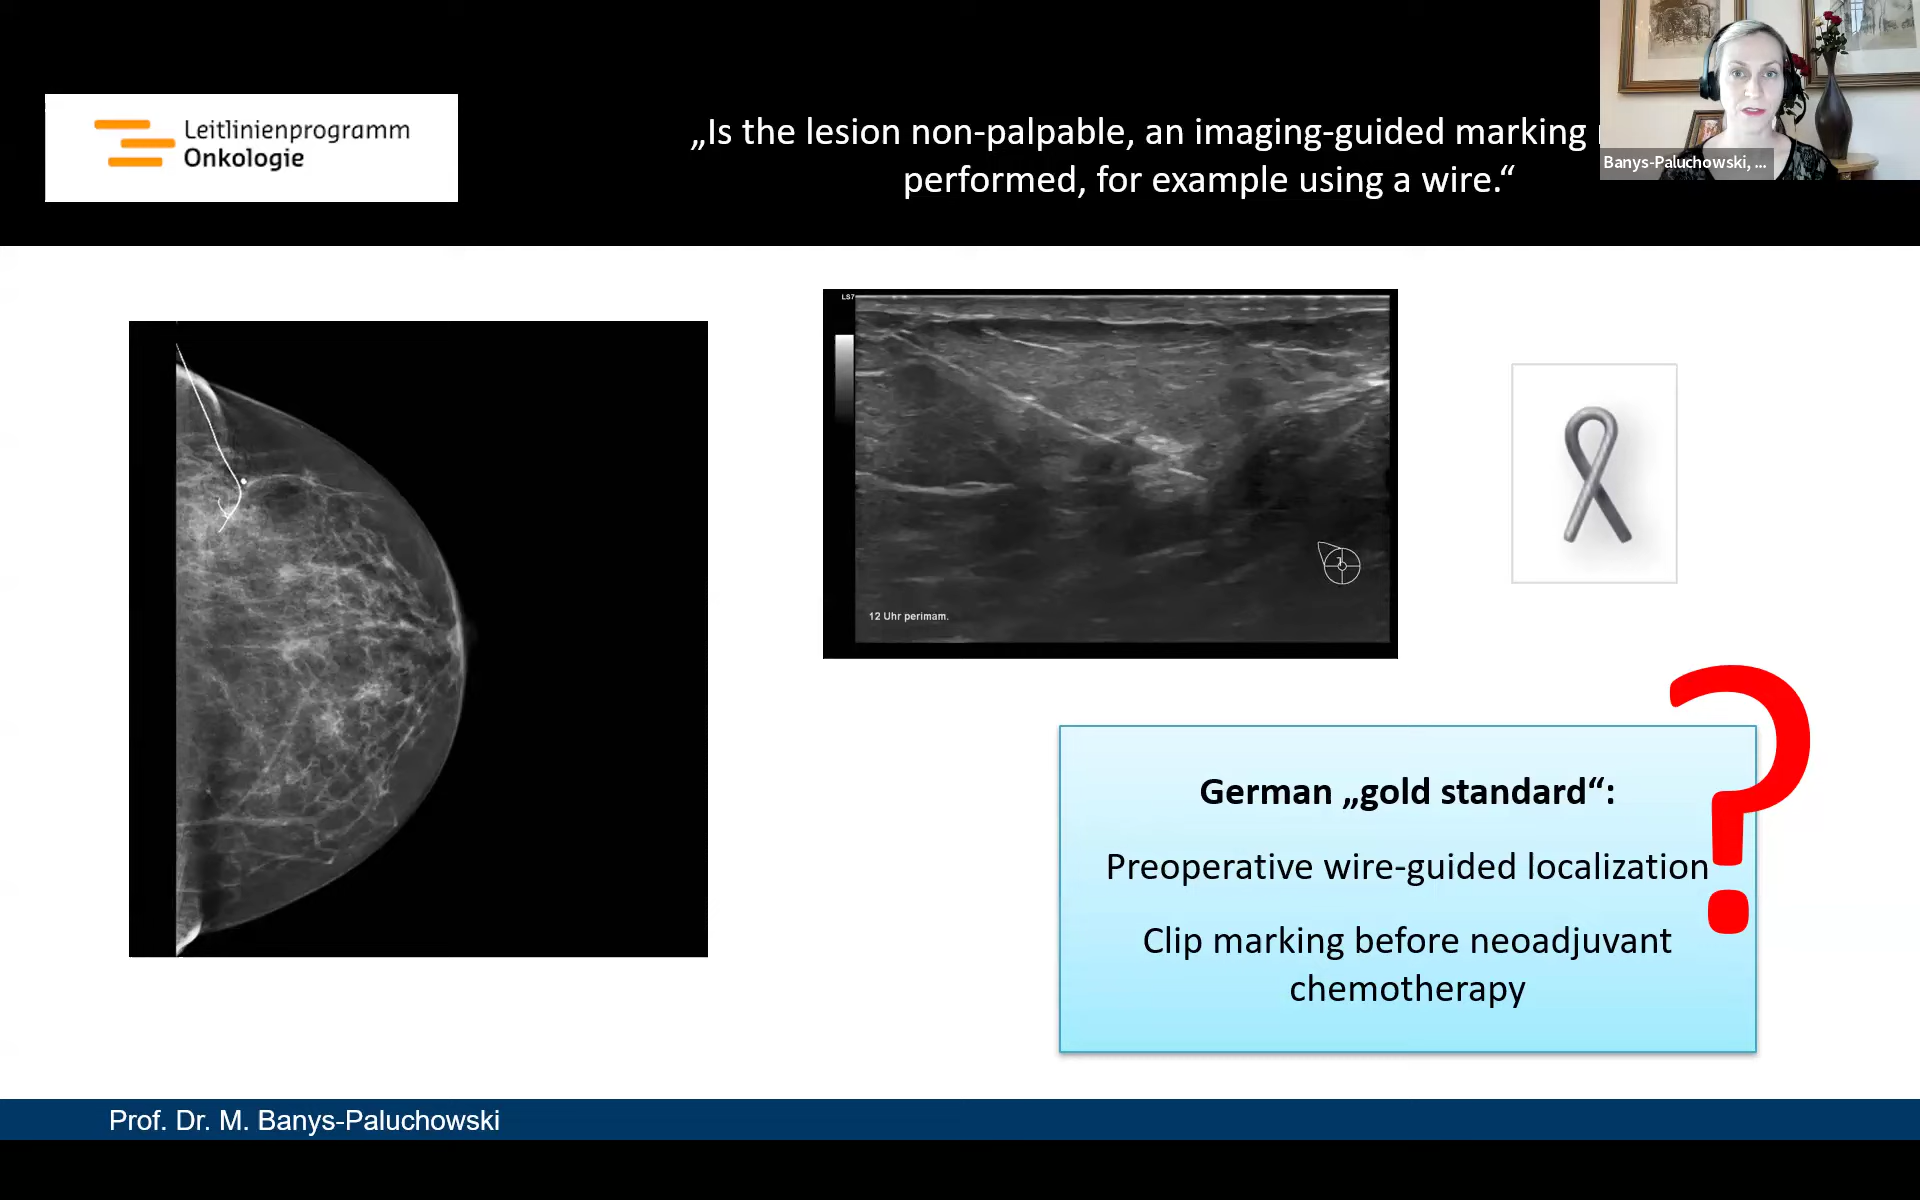 Leitlinienprogramm
Onkologie
„Is the lesion non-palpable, an imaging-guided marking
performed, for example using a wire.“
Banys-Paluchowski, ...
LS7
12 Uhr perimam.
German „gold standard“:
Preoperative wire-guided localization
Clip marking before neoadjuvant
chemotherapy
?
Prof. Dr. M. Banys-Paluchowski